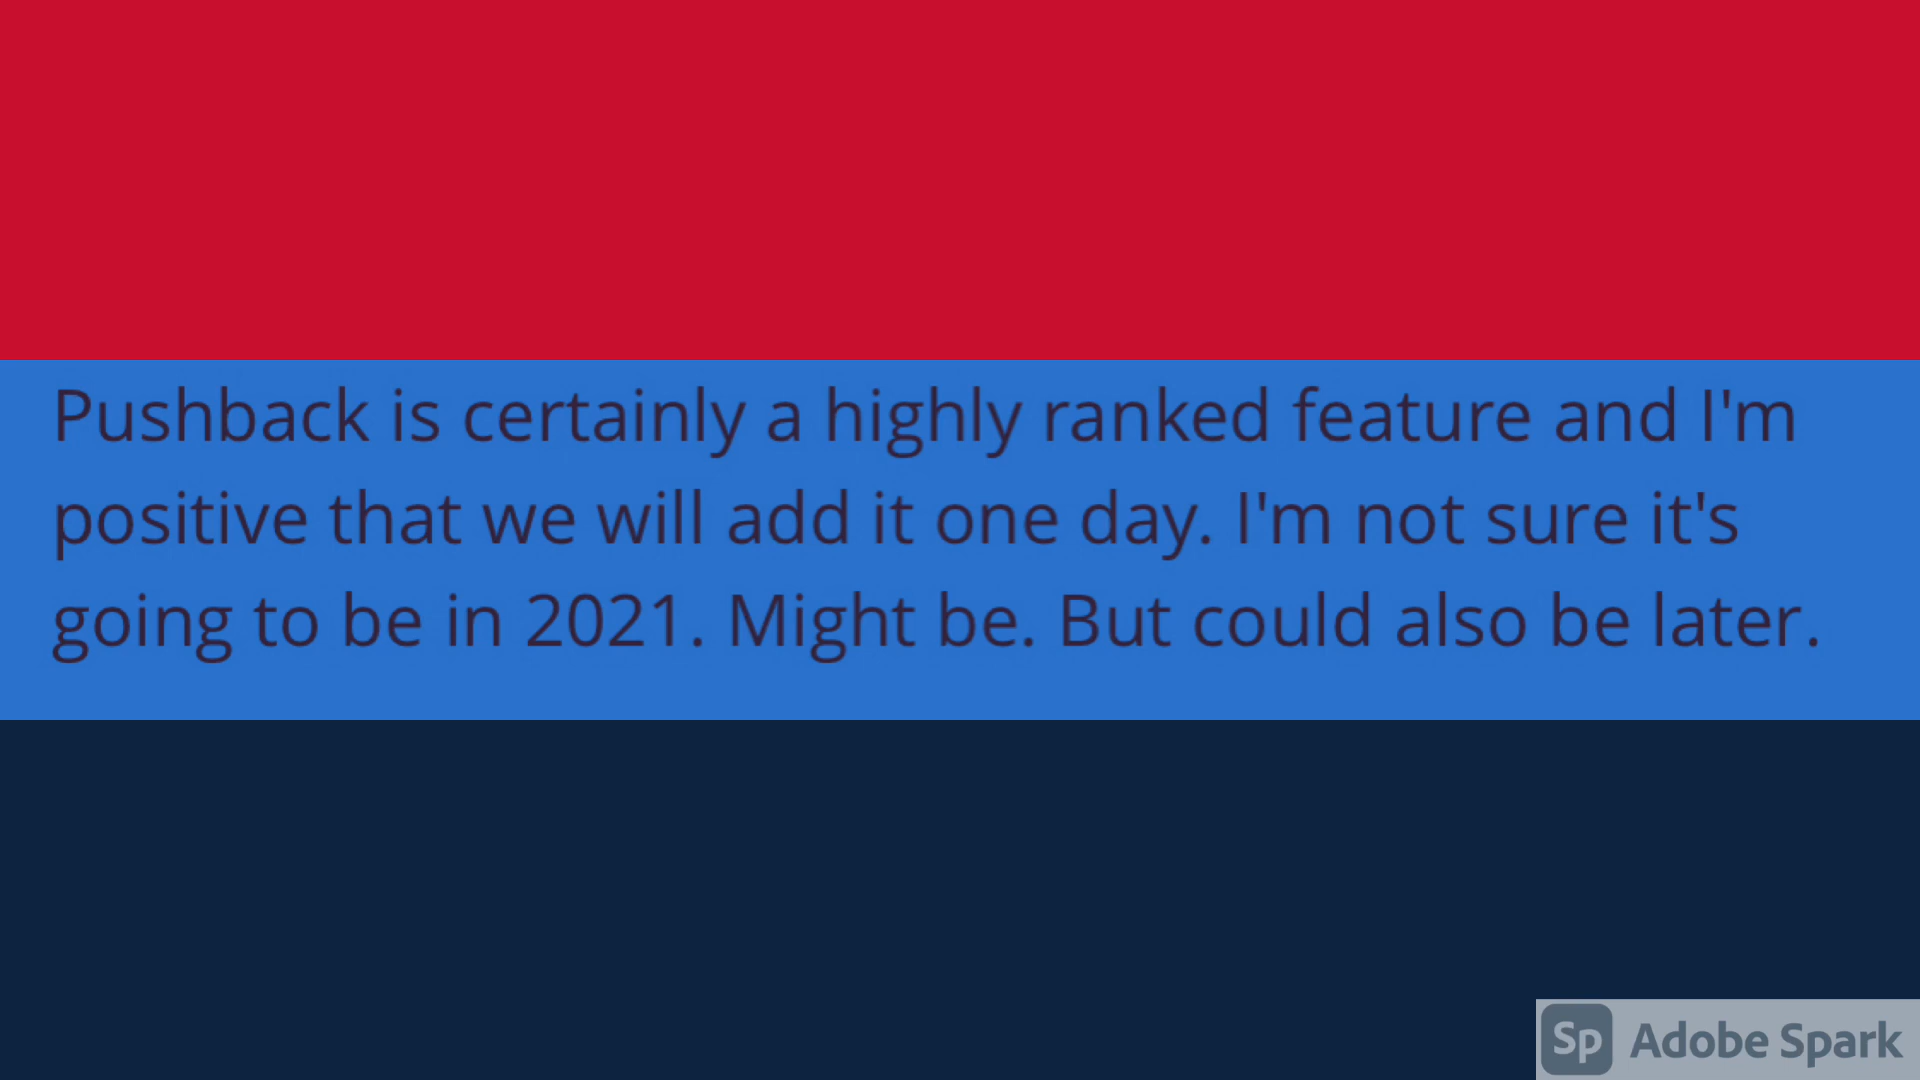 Pushback is certainly a highly ranked feature and I'm
positive that we will add it one day. I'm not sure it's
going to be in 2021. Might be. But could also be later.
Sp Adobe Spark